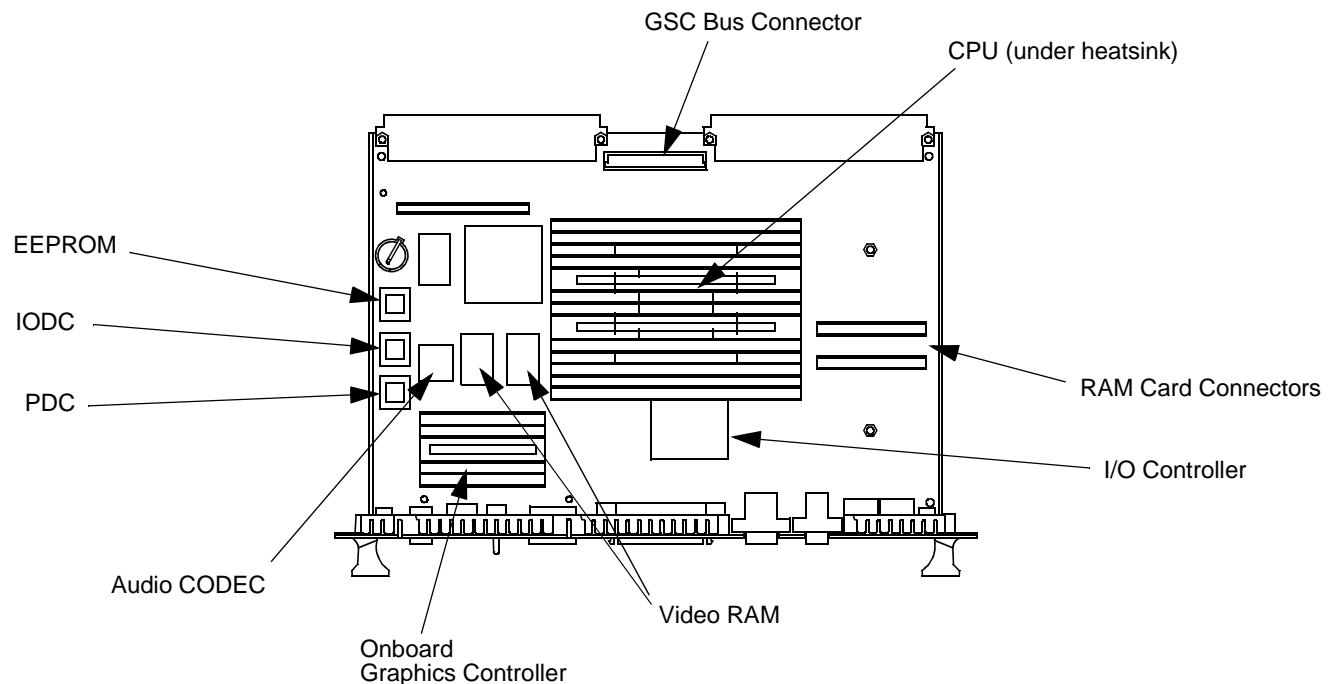 GSC Bus Connector
CPU (under heatsink)
EEPROM
IODC
PDC
RAM Card Connectors
I/O Controller
Audio CODEC
Video RAM
Onboard
Graphics Controller